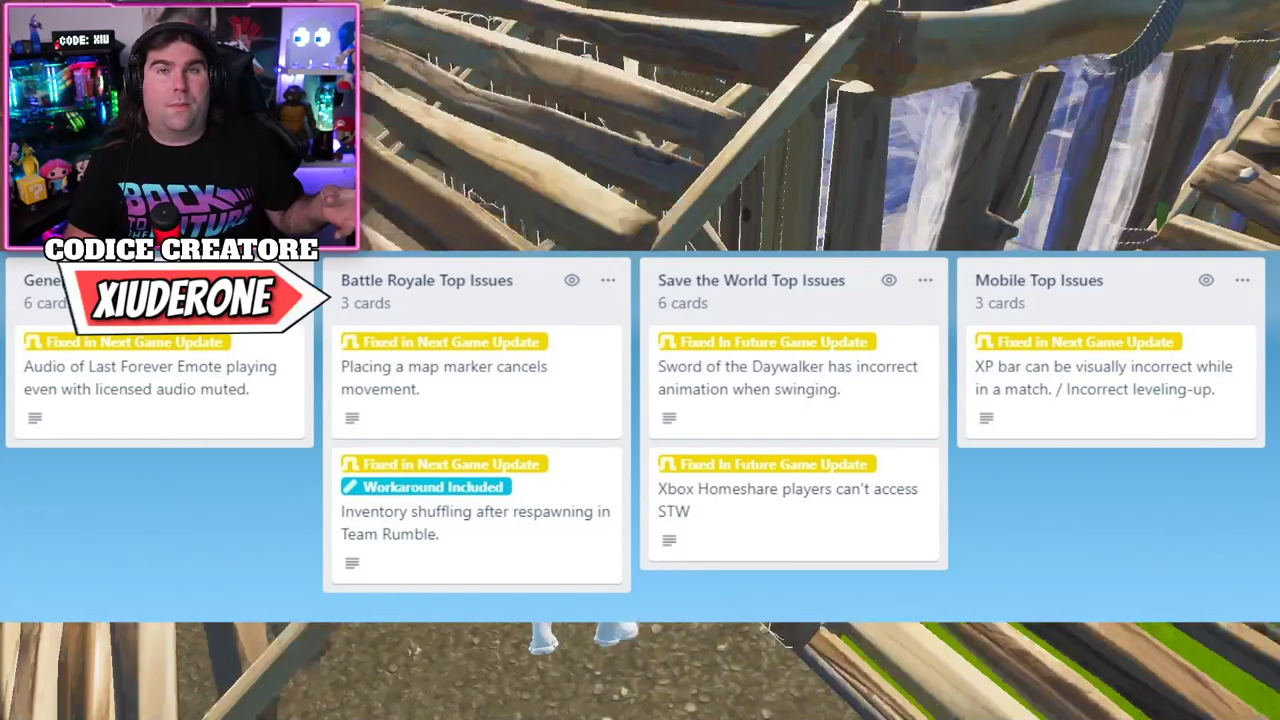 CODE: XIU
BACK
TO THE
FUTURE
CODICE CREATORE
XIUDERONE
6 card
Fixed in Next Game Update
Audio of Last Forever Emote playing
even with licensed audio muted.
Battle Royale Top Issues
3 cards
Fixed in Next Game Update
Placing a map marker cancels
movement.
Fixed in Next Game Update
Workaround Included
Inventory shuffling after respawning in
Team Rumble.
Save the World Top Issues
6 cards
Fixed In Future Game Update
Sword of the Daywalker has incorrect
animation when swinging.
Fixed In Future Game Update
Xbox Homeshare players can't access
STW
Mobile Top Issues
3 cards
Fixed in Next Game Update
XP bar can be visually incorrect while
in a match. / Incorrect leveling-up.